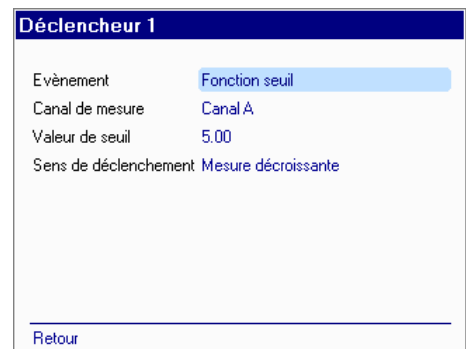 Déclencheur 1
Evènement Fonction seuil
Canal de mesure Canal A
Valeur de seuil 5.00
Sens de déclenchement Mesure décroissante
Retour